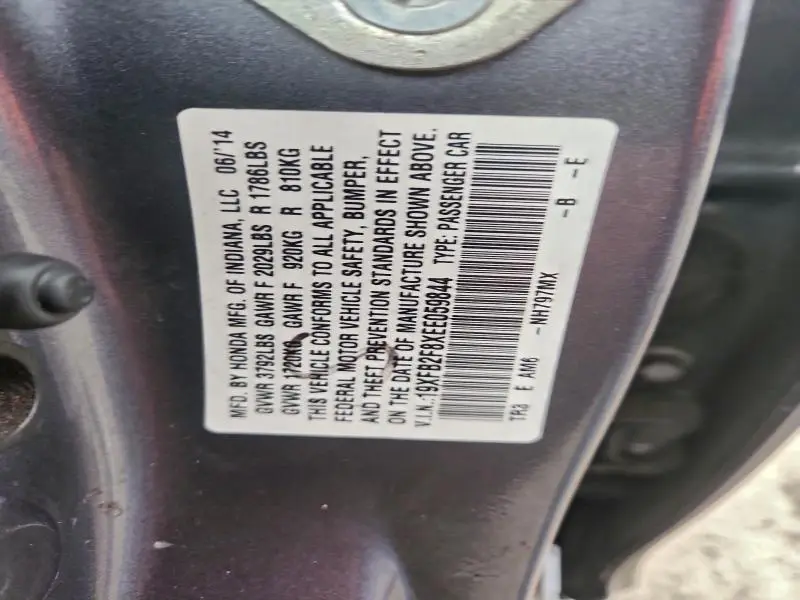 MFD. BY HONDA MFG. OF INDIANA, LLC 06/14
GVWR 3792LBS GAWR F 2029LBS R 1786LBS
GVWR 1720KG GAWR F 920KG R 810KG
THIS VEHICLE CONFORMS TO ALL APPLICABLE
FEDERAL MOTOR VEHICLE SAFETY, BUMPER,
AND THEFT PREVENTION STANDARDS IN EFFECT
ON THE DATE OF MANUFACTURE SHOWN ABOVE.
V.I.N.:19XFB2F8XEE059844 TYPE: PASSENGER CAR
TR3 E AM6 -NH797MX -B -E